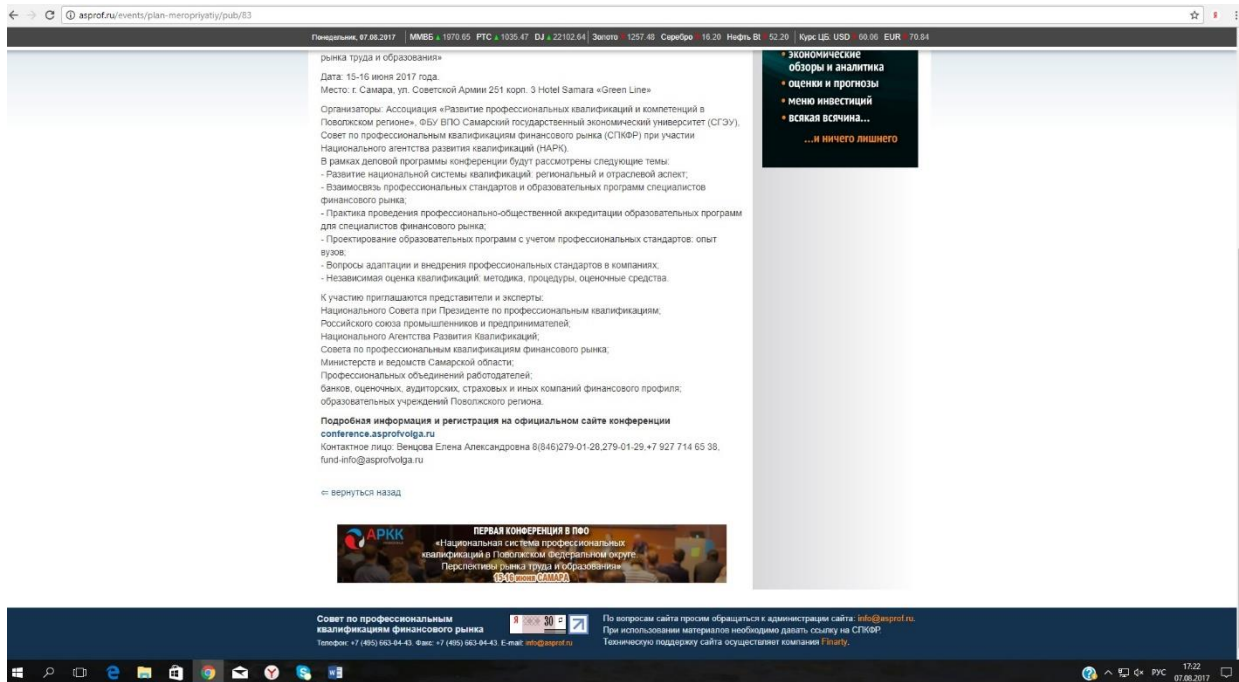 asprof.ru/events/plan-meropriyatiy/pub/83
Понедельник, 07.08.2017 ММВБ 1970.65 РТС 1035.47 DJ 22102.64 Золото 1257.48 Серебро 16.20 Нефть Bt 52.20 Курс ЦБ: USD 60.06 EUR 70.84
рынка труда и образования»
Дата: 15-16 июня 2017 года.
Место: г. Самара, ул. Советской Армии 251 корп. 3 Hotel Samara «Green Line»
Организаторы: Ассоциация «Развитие профессиональных квалификаций и компетенций в
Поволжском регионе», ФБУ ВПО Самарский государственный экономический университет (СГЭУ),
Совет по профессиональным квалификациям финансового рынка (СПКФР) при участии
Национального агентства развития квалификаций (НАРК).
В рамках деловой программы конференции будут рассмотрены следующие темы:
- Развитие национальной системы квалификаций: региональный и отраслевой аспект;
- Взаимосвязь профессиональных стандартов и образовательных программ специалистов
финансового рынка;
- Практика проведения профессионально-общественной аккредитации образовательных программ
для специалистов финансового рынка;
- Проектирование образовательных программ с учетом профессиональных стандартов: опыт
вузов;
- Вопросы адаптации и внедрения профессиональных стандартов в компаниях;
- Независимая оценка квалификаций: методика, процедуры, оценочные средства.
К участию приглашаются представители и эксперты:
Национального Совета при Президенте по профессиональным квалификациям;
Российского союза промышленников и предпринимателей;
Национального Агентства Развития Квалификаций;
Совета по профессиональным квалификациям финансового рынка;
Министерств и ведомств Самарской области;
Профессиональных объединений работодателей;
банков, оценочных, аудиторских, страховых и иных компаний финансового профиля;
образовательных учреждений Поволжского региона.
Подробная информация и регистрация на официальном сайте конференции
conference.asprofvolga.ru
Контактное лицо: Венцова Елена Александровна 8(846)279-01-28,279-01-29,+7 927 714 65 38,
fund-info@asprofvolga.ru
⇐ вернуться назад
• экономические
обзоры и аналитика
• оценки и прогнозы
• меню инвестиций
• всякая всячина...
...и ничего лишнего
АРКК
ПЕРВАЯ КОНФЕРЕНЦИЯ В ПФО
«Национальная система профессиональных
квалификаций в Поволжском Федеральном округе.
Перспективы рынка труда и образования»
15-16 июня САМАРА
Совет по профессиональным
квалификациям финансового рынка
Телефон: +7 (495) 663-04-43. Факс: +7 (495) 663-04-43. E-mail: info@asprof.ru
Я 30
По вопросам сайта просим обращаться к администрации сайта: info@asprof.ru.
При использовании материалов необходимо давать ссылку на СПКФР.
Техническую поддержку сайта осуществляет компания Finarty.
РУС
17:22
07.08.2017